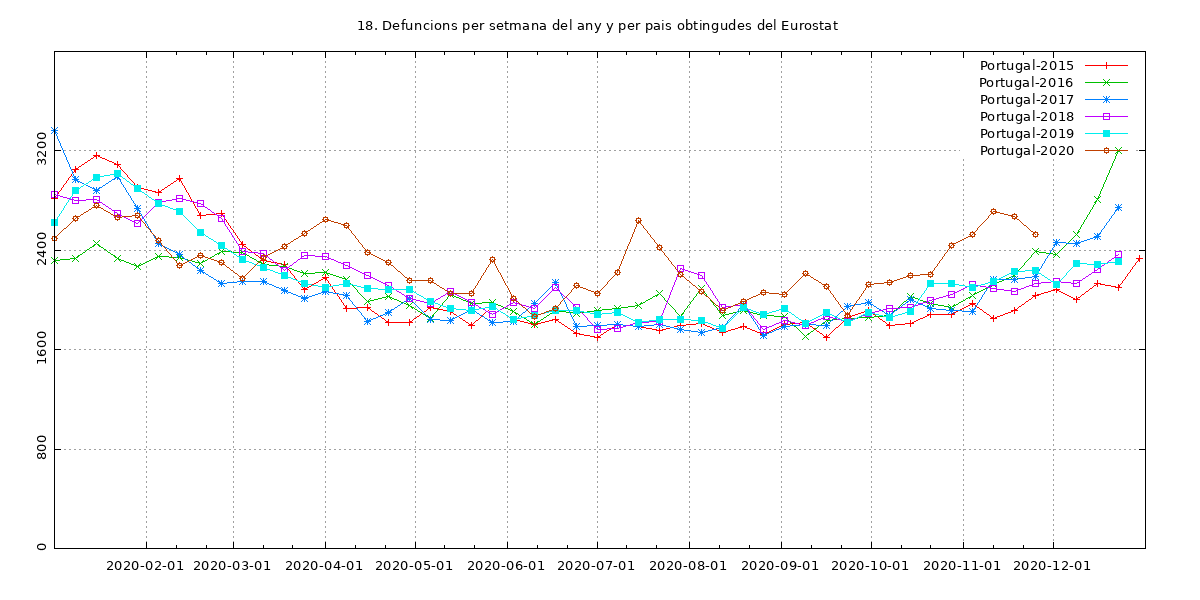 18. Defuncions per setmana del any y per pais obtingudes del Eurostat
Portugal-2015
Portugal-2016
Portugal-2017
Portugal-2018
Portugal-2019
Portugal-2020
3200
2400
1600
800
0
2020-02-01 2020-03-01 2020-04-01 2020-05-01 2020-06-01 2020-07-01 2020-08-01 2020-09-01 2020-10-01 2020-11-01 2020-12-01